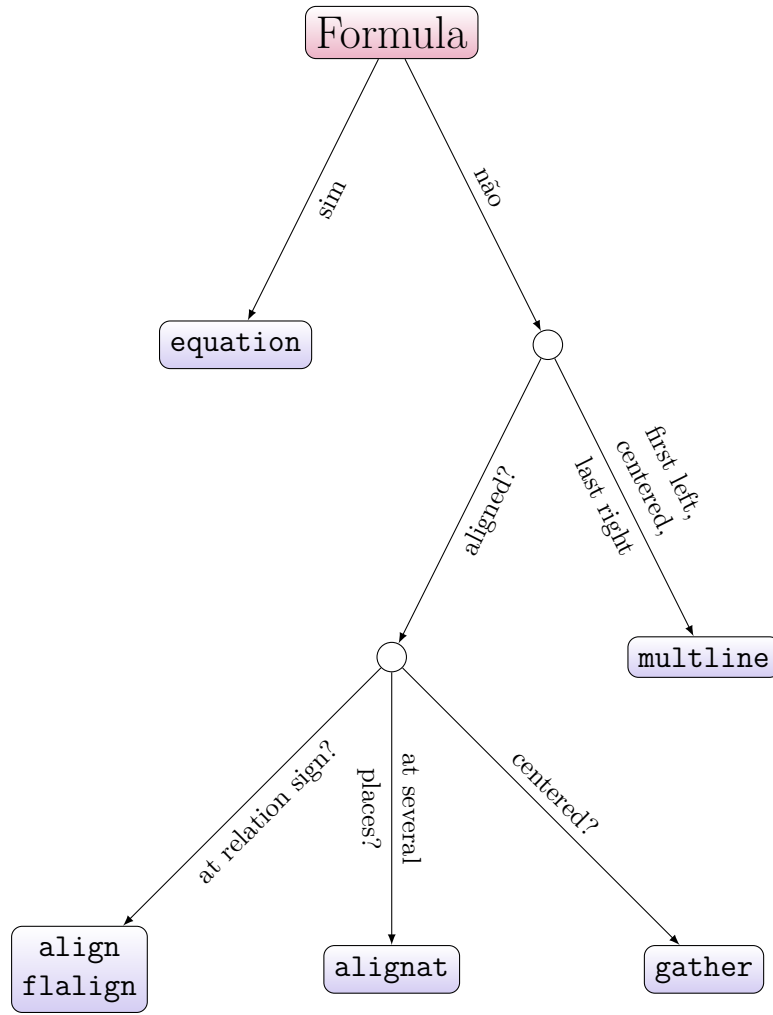 Formula
sim
não
equation
aligned?
first left,
centered,
last right
multline
at relation sign?
at several
places?
centered?
align
flalign
alignat
gather